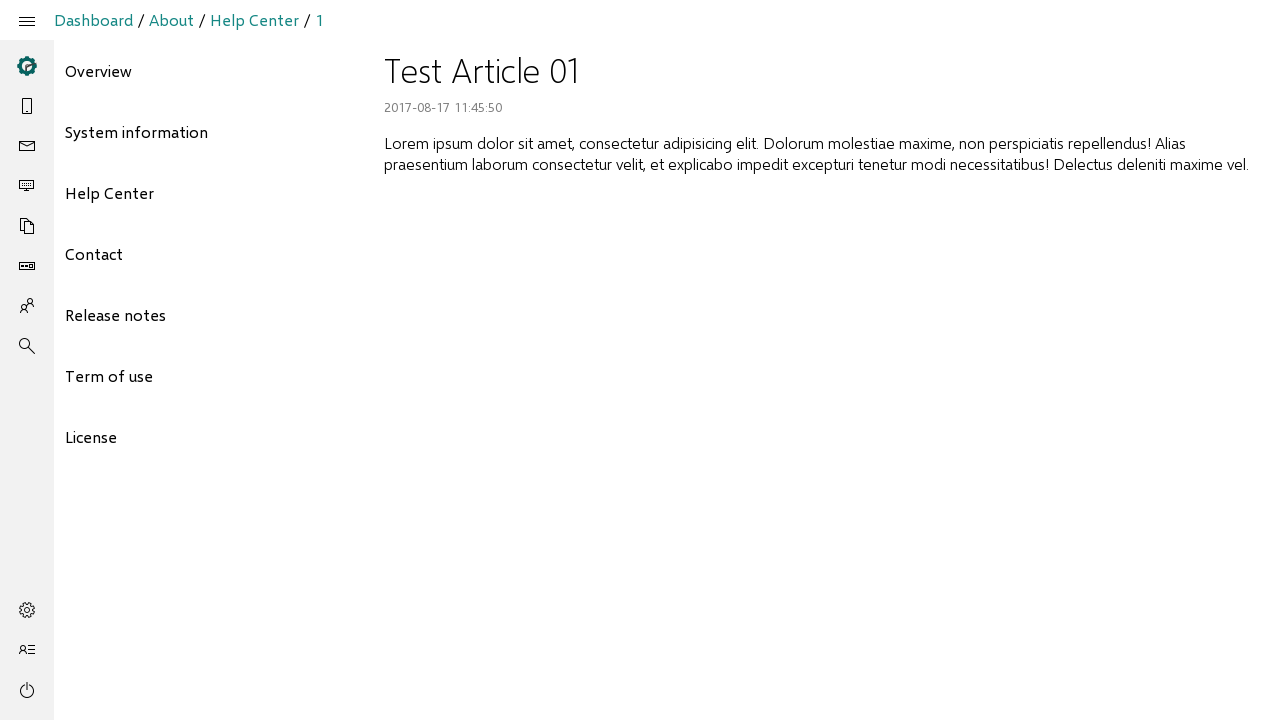 Dashboard / About / Help Center / 1
Overview
System information
Help Center
Contact
Release notes
Term of use
License
Test Article 01
2017-08-17 11:45:50
Lorem ipsum dolor sit amet, consectetur adipisicing elit. Dolorum molestiae maxime, non perspiciatis repellendus! Alias
praesentium laborum consectetur velit, et explicabo impedit excepturi tenetur modi necessitatibus! Delectus deleniti maxime vel.